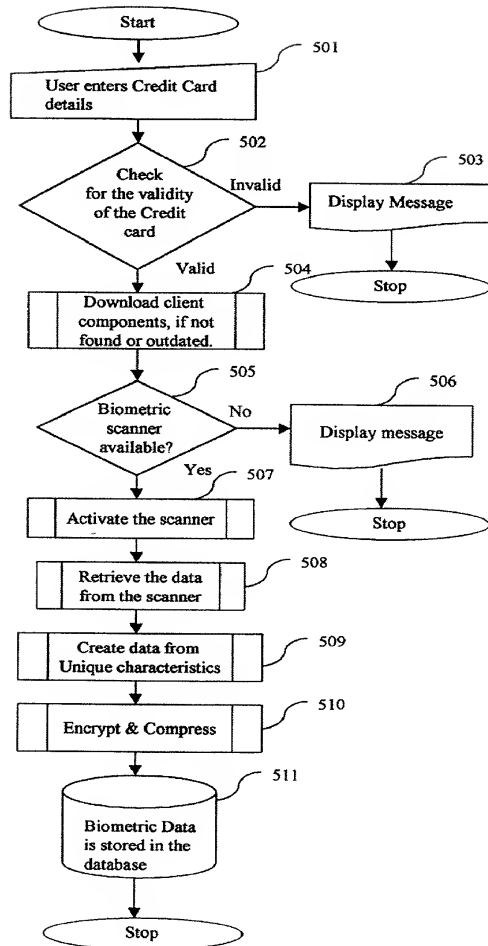 Start
501
User enters Credit Card
details
502
Check
for the validity
of the Credit
card
Invalid
503
Display Message
Stop
Valid
504
Download client
components, if not
found or outdated.
505
Biometric
scanner
available?
No
506
Display message
Stop
Yes
507
Activate the scanner
508
Retrieve the data
from the scanner
509
Create data from
Unique characteristics
510
Encrypt & Compress
511
Biometric Data
is stored in the
database
Stop